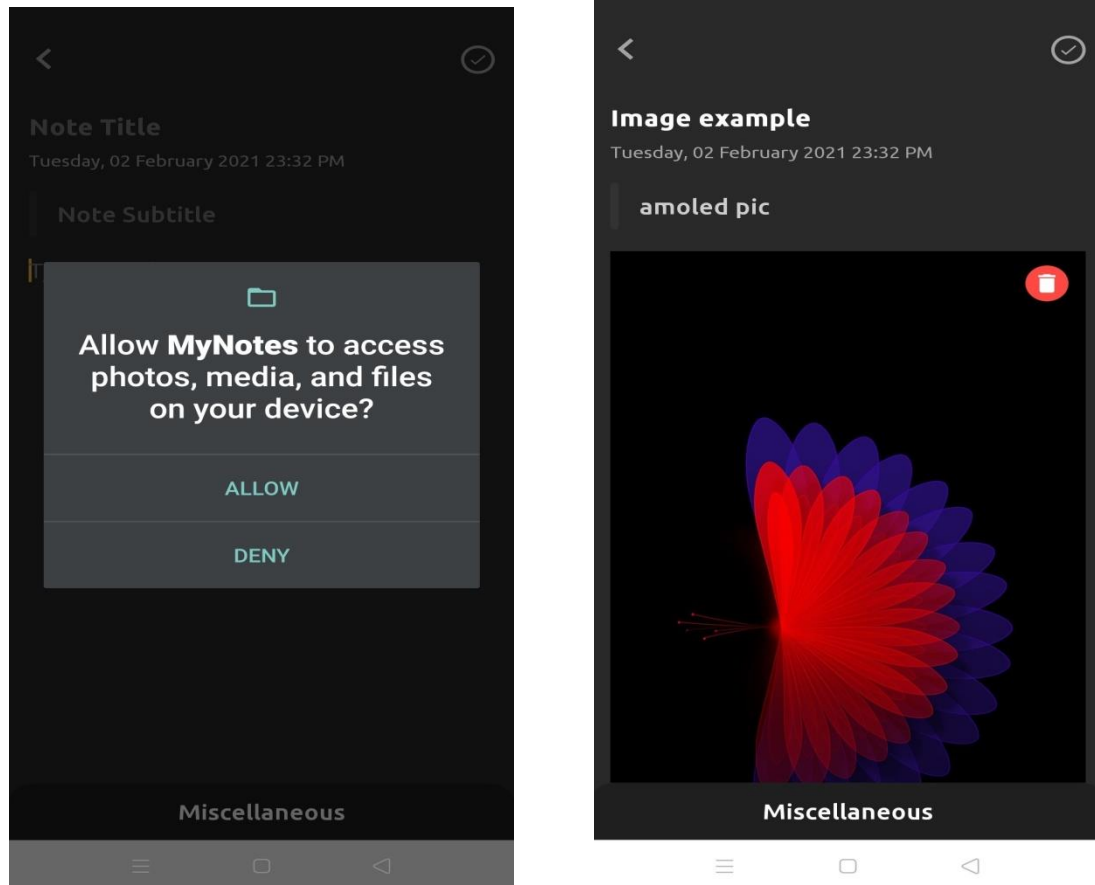 Note Title
Tuesday, 02 February 2021 23:32 PM
Note Subtitle
T
Allow MyNotes to access
photos, media, and files
on your device?
ALLOW
DENY
Miscellaneous
Image example
Tuesday, 02 February 2021 23:32 PM
amoled pic
Miscellaneous